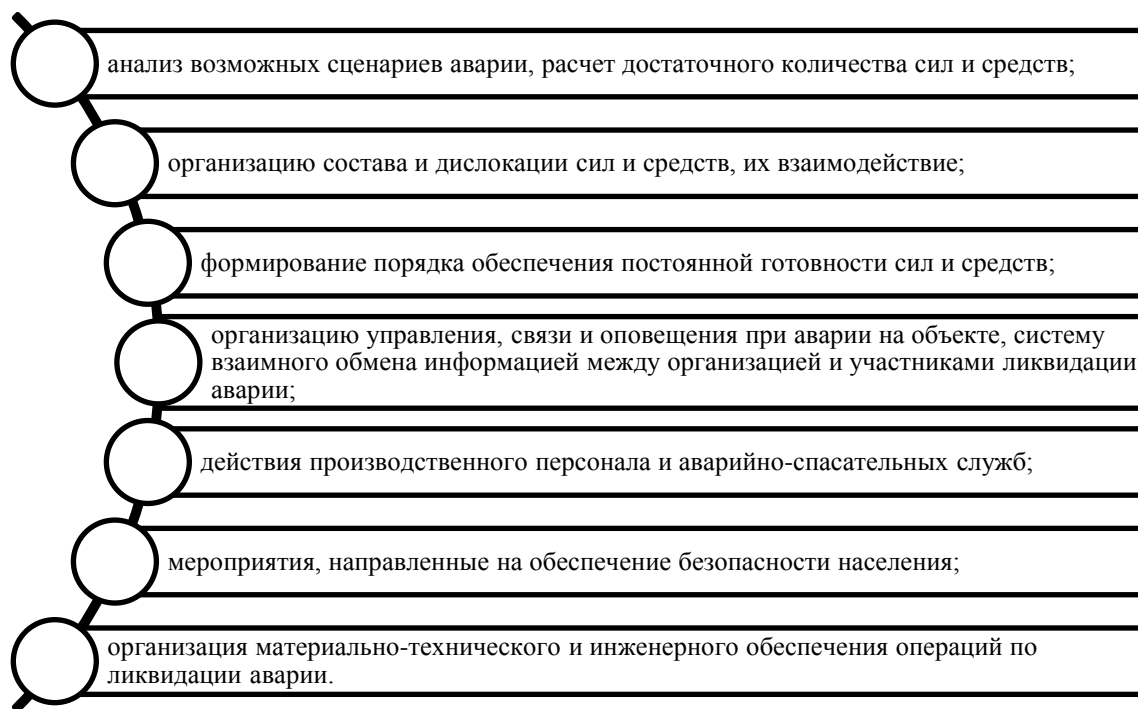 анализ возможных сценариев аварии, расчет достаточного количества сил и средств;
организацию состава и дислокации сил и средств, их взаимодействие;
формирование порядка обеспечения постоянной готовности сил и средств;
организацию управления, связи и оповещения при аварии на объекте, систему
взаимного обмена информацией между организацией и участниками ликвидации
аварии;
действия производственного персонала и аварийно-спасательных служб;
мероприятия, направленные на обеспечение безопасности населения;
организация материально-технического и инженерного обеспечения операций по
ликвидации аварии.